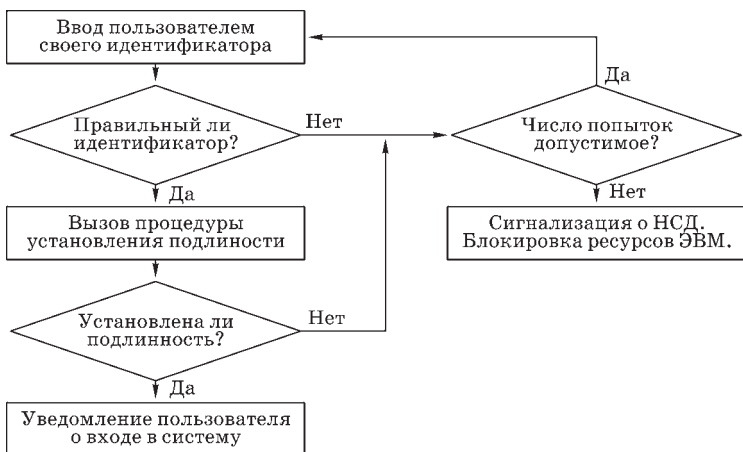 Ввод пользователем
своего идентификатора
Да
Правильный ли
идентификатор?
Нет
Число попыток
допустимое?
Да
Нет
Вызов процедуры
установления подлиности
Сигнализация о НСД.
Блокировка ресурсов ЭВМ.
Установлена ли
подлинность?
Нет
Да
Уведомление пользователя
о входе в систему